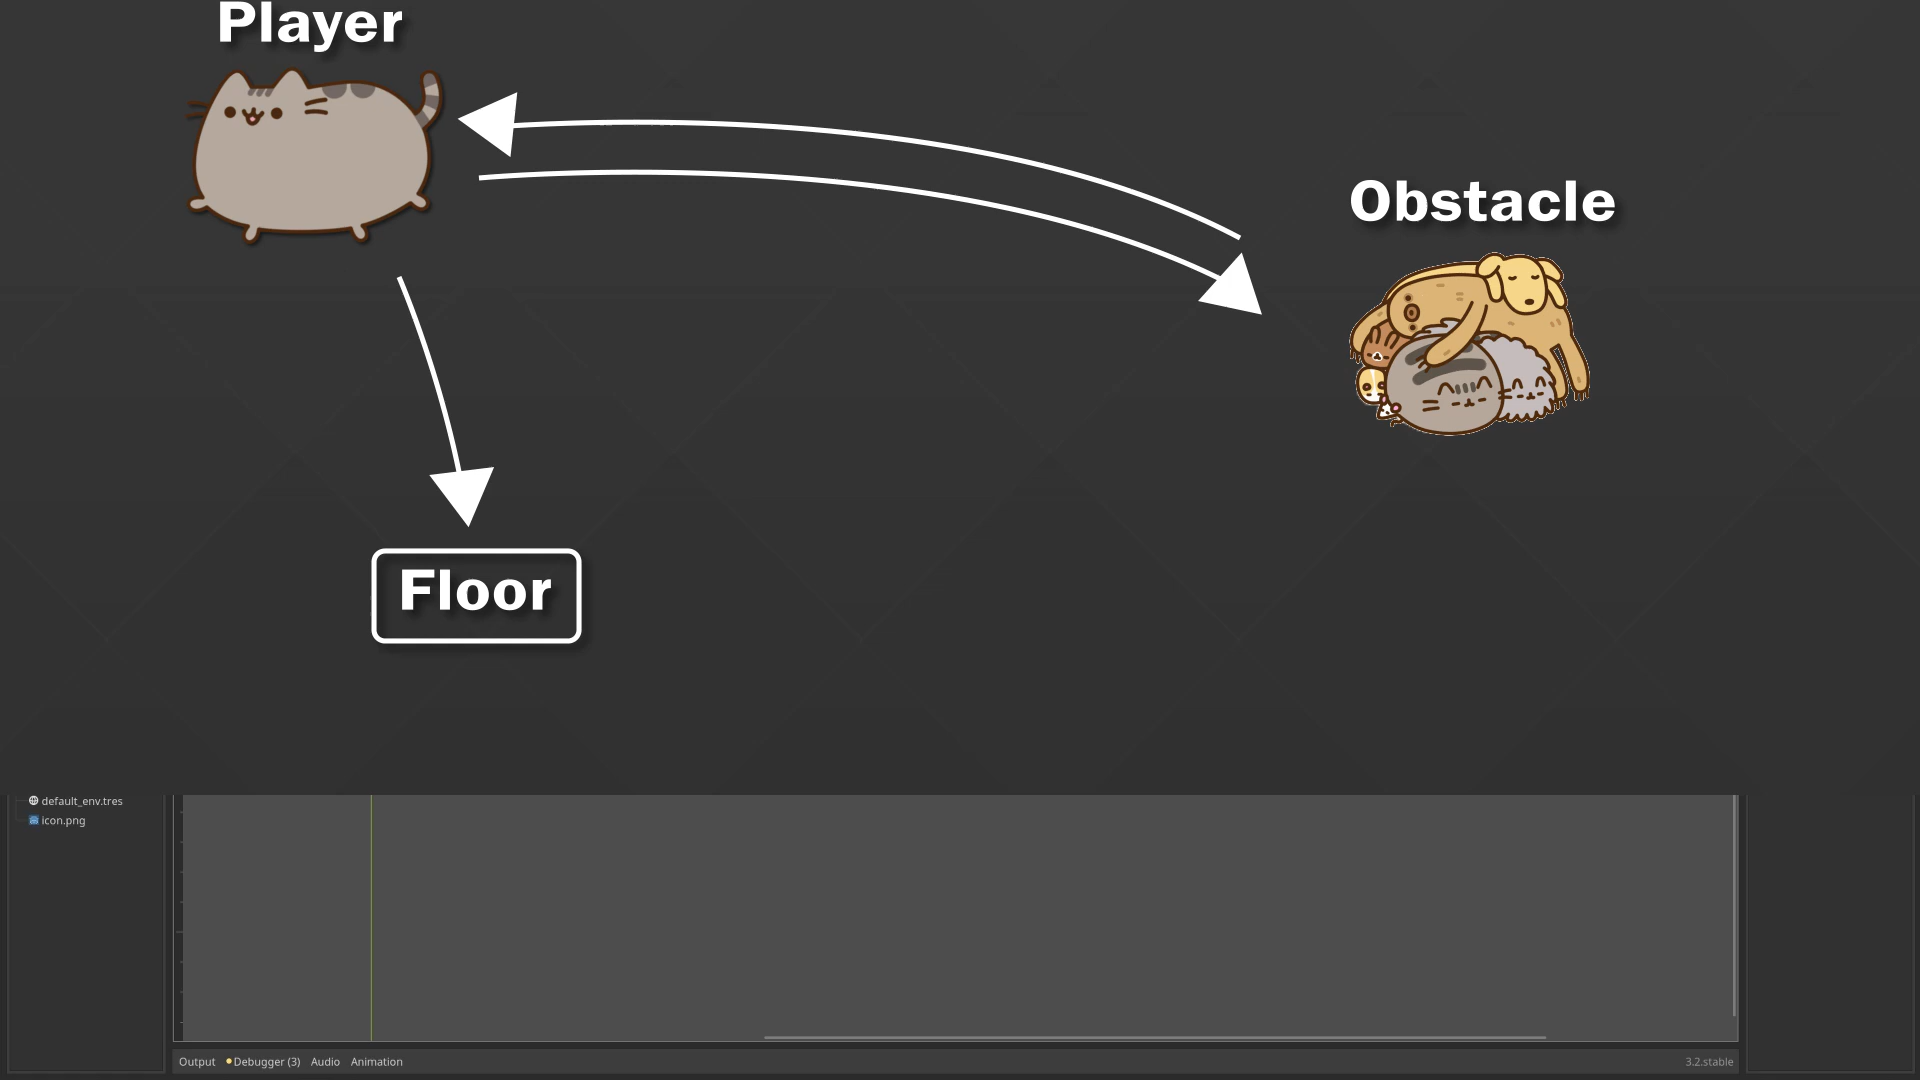 Player
Obstacle
Floor
default_env.tres
icon.png
Output Debugger (3) Audio Animation 3.2.stable